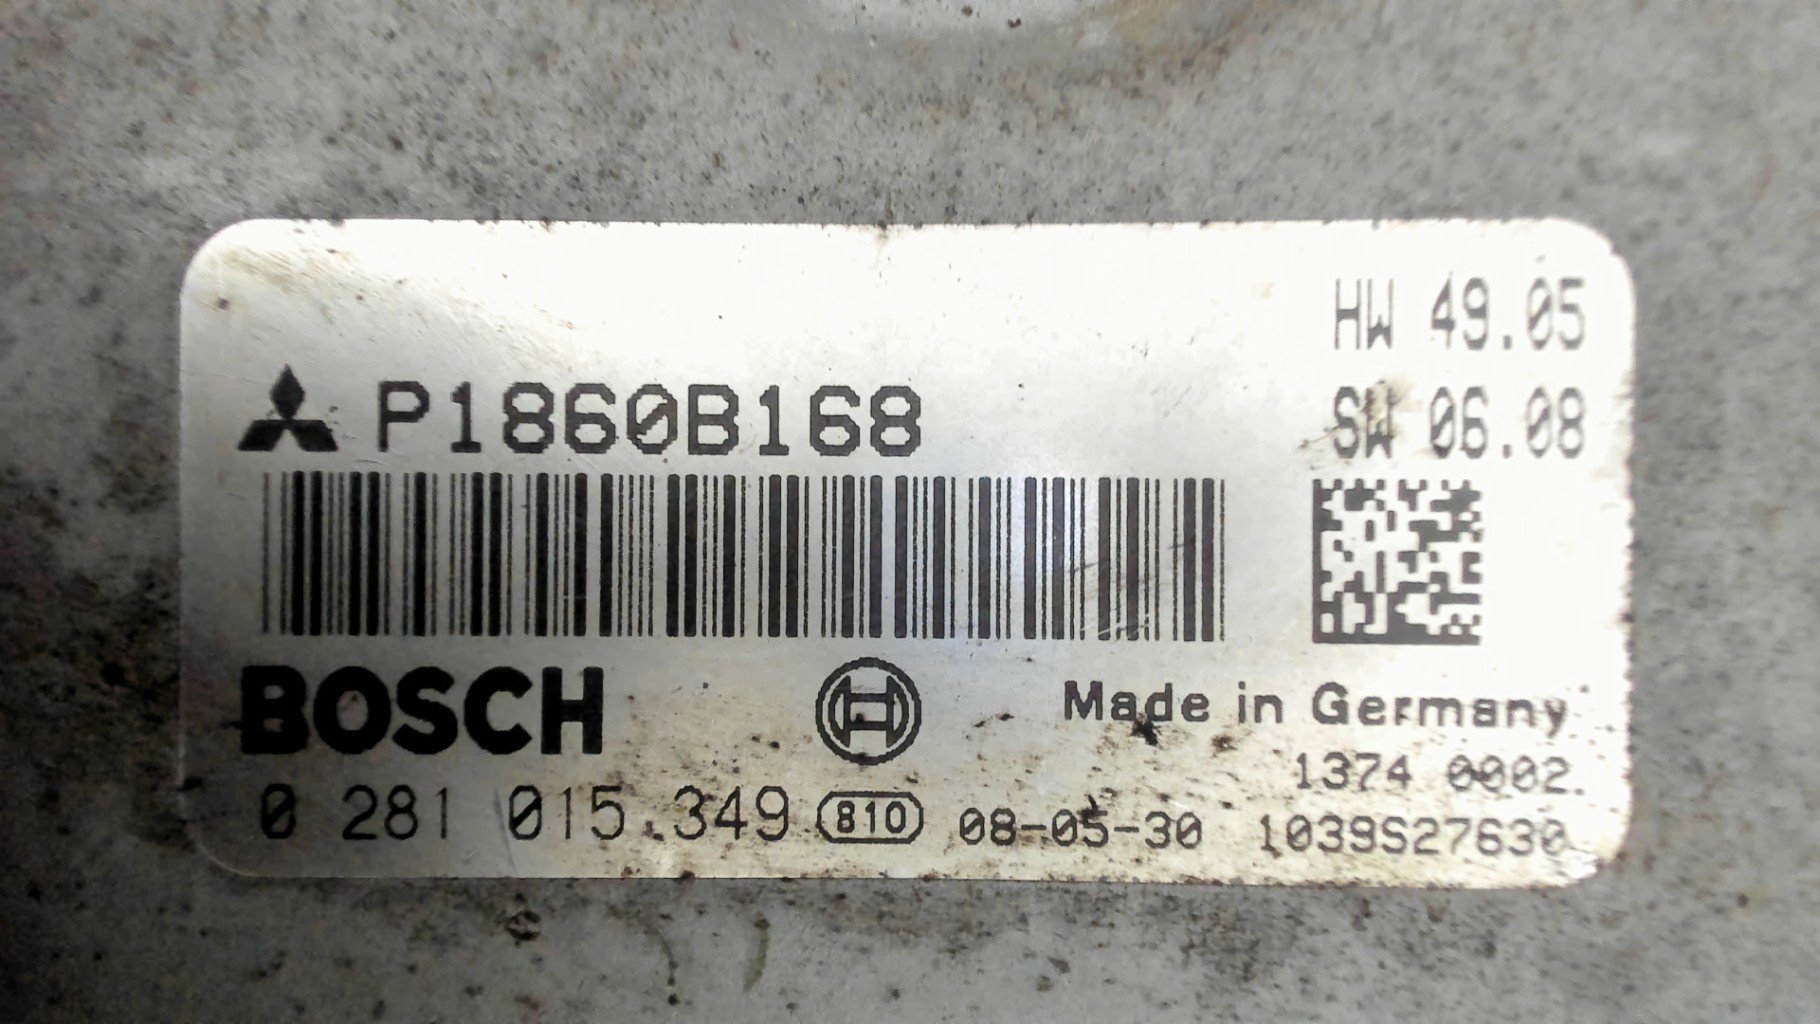 HW 49.05
P1860B168
SW 06.08
BOSCH
Made in Germany
1374 0002
0 281 015 349 810 08-05-30 1039S27630